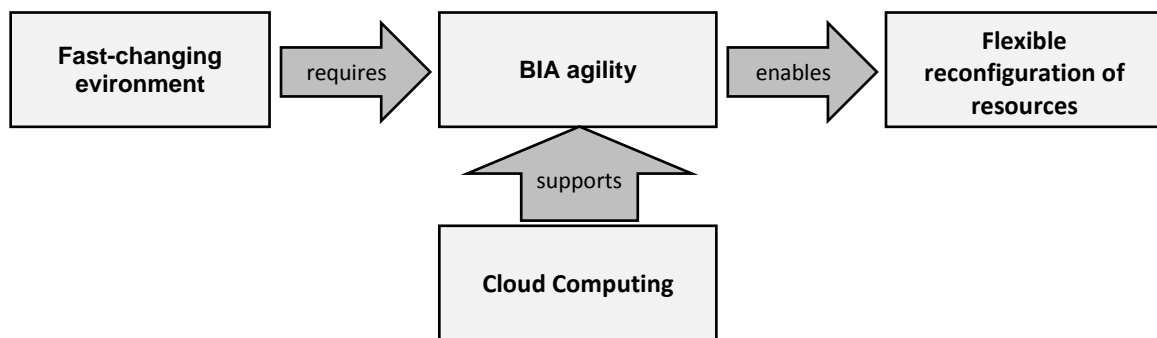 Fast-changing
evironment
requires
BIA agility
enables
Flexible
reconfiguration of
resources
supports
Cloud Computing